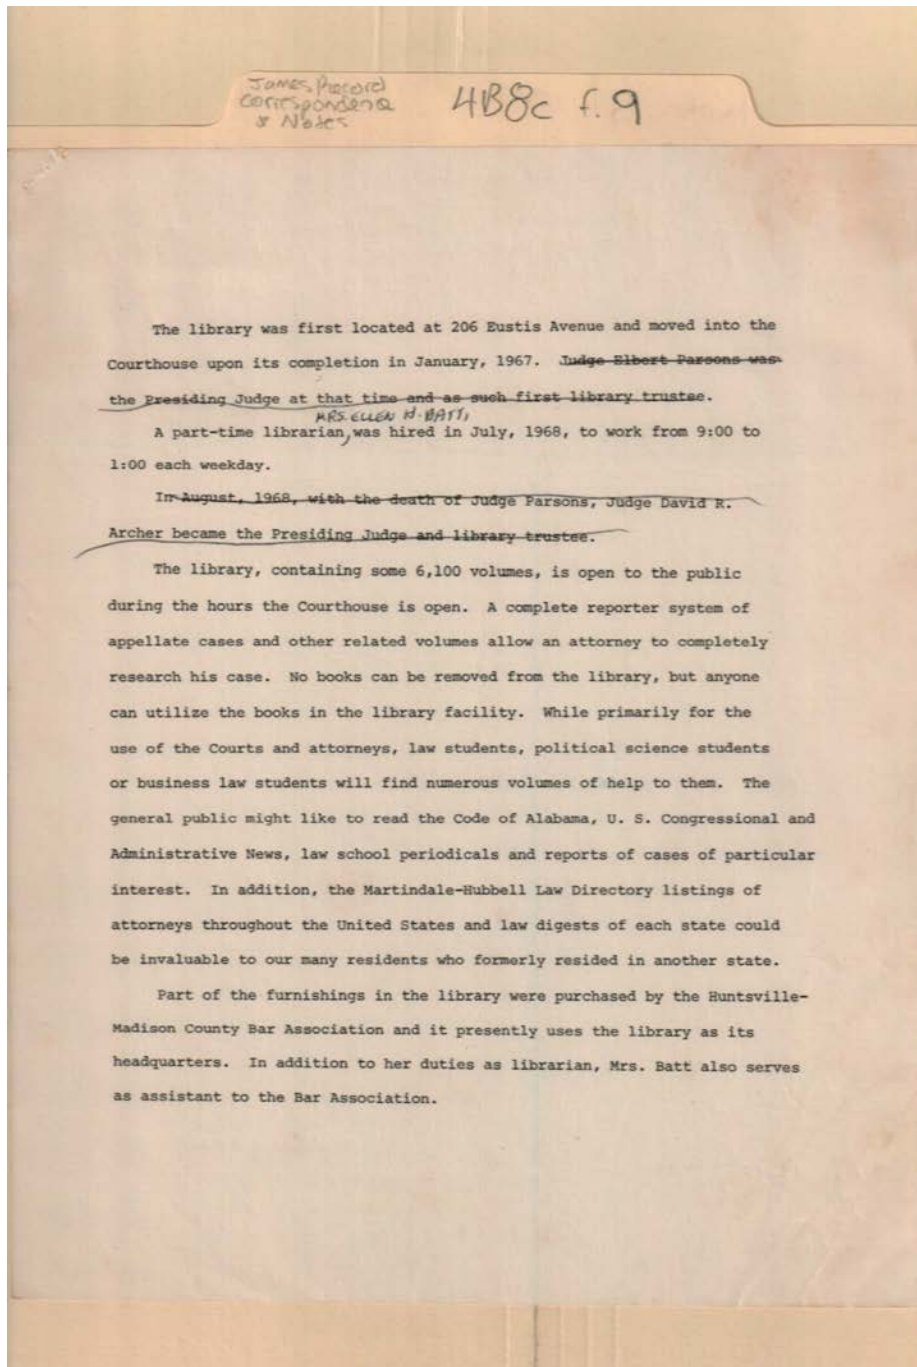 James Record
Correspondence
& Notes
4B8c f. 9
The library was first located at 206 Eustis Avenue and moved into the
Courthouse upon its completion in January, 1967. Judge Elbert Parsons was
the Presiding Judge at that time and as such first library trustee.
MRS. ELLEN H. BATT,
A part-time librarian, was hired in July, 1968, to work from 9:00 to
1:00 each weekday.
In August, 1968, with the death of Judge Parsons, Judge David R.
Archer became the Presiding Judge and library trustee.
The library, containing some 6,100 volumes, is open to the public
during the hours the Courthouse is open. A complete reporter system of
appellate cases and other related volumes allow an attorney to completely
research his case. No books can be removed from the library, but anyone
can utilize the books in the library facility. While primarily for the
use of the Courts and attorneys, law students, political science students
or business law students will find numerous volumes of help to them. The
general public might like to read the Code of Alabama, U. S. Congressional and
Administrative News, law school periodicals and reports of cases of particular
interest. In addition, the Martindale-Hubbell Law Directory listings of
attorneys throughout the United States and law digests of each state could
be invaluable to our many residents who formerly resided in another state.
Part of the furnishings in the library were purchased by the Huntsville-
Madison County Bar Association and it presently uses the library as its
headquarters. In addition to her duties as librarian, Mrs. Batt also serves
as assistant to the Bar Association.